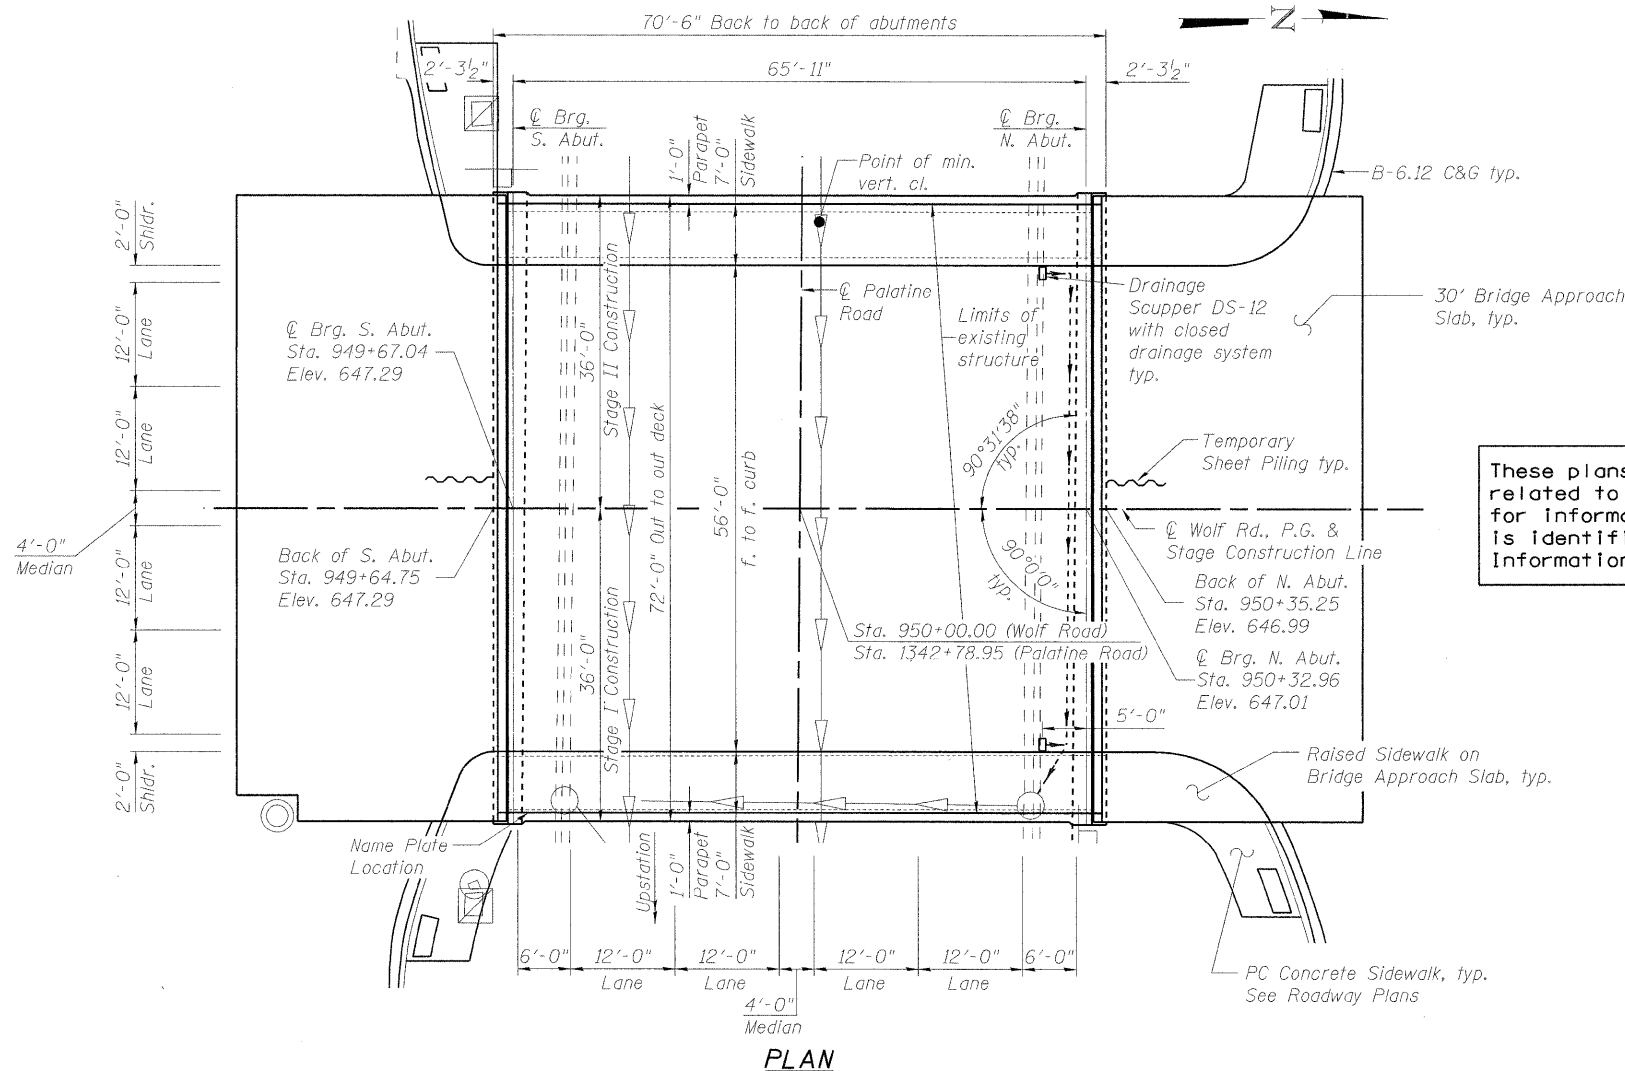 70'-6" Back to back of abutments
N
2'-3½"
65'-11"
2'-3½"
℄ Brg.
S. Abut.
1'-0"
Parapet
7'-0"
Sidewalk
℄ Brg.
N. Abut.
Point of min.
vert. cl.
B-6.12 C&G typ.
2'-0"
Shldr.
12'-0"
Lane
12'-0"
Lane
4'-0"
Median
12'-0"
Lane
12'-0"
Lane
2'-0"
Shldr.
℄ Brg. S. Abut.
Sta. 949+67.04
Elev. 647.29
Back of S. Abut.
Sta. 949+64.75
Elev. 647.29
36'-0"
Stage II Construction
72'-0" Out to out deck
56'-0"
f. to f. curb
36'-0"
Stage I Construction
℄ Palatine
Road
Limits of
existing
structure
Drainage
Scupper DS-12
with closed
drainage system
typ.
30' Bridge Approach
Slab, typ.
90°31'38"
typ.
90°0'0"
typ.
Temporary
Sheet Piling typ.
℄ Wolf Rd., P.G. &
Stage Construction Line
These plans
related to
for informa
is identifi
Information
Back of N. Abut.
Sta. 950+35.25
Elev. 646.99
Sta. 950+00.00 (Wolf Road)
Sta. 1342+78.95 (Palatine Road)
℄ Brg. N. Abut.
Sta. 950+32.96
Elev. 647.01
5'-0"
Raised Sidewalk on
Bridge Approach Slab, typ.
Name Plate
Location
Upstation
1'-0"
Parapet
7'-0"
Sidewalk
6'-0"
12'-0"
Lane
12'-0"
Lane
4'-0"
Median
12'-0"
Lane
12'-0"
Lane
6'-0"
PC Concrete Sidewalk, typ.
See Roadway Plans
PLAN